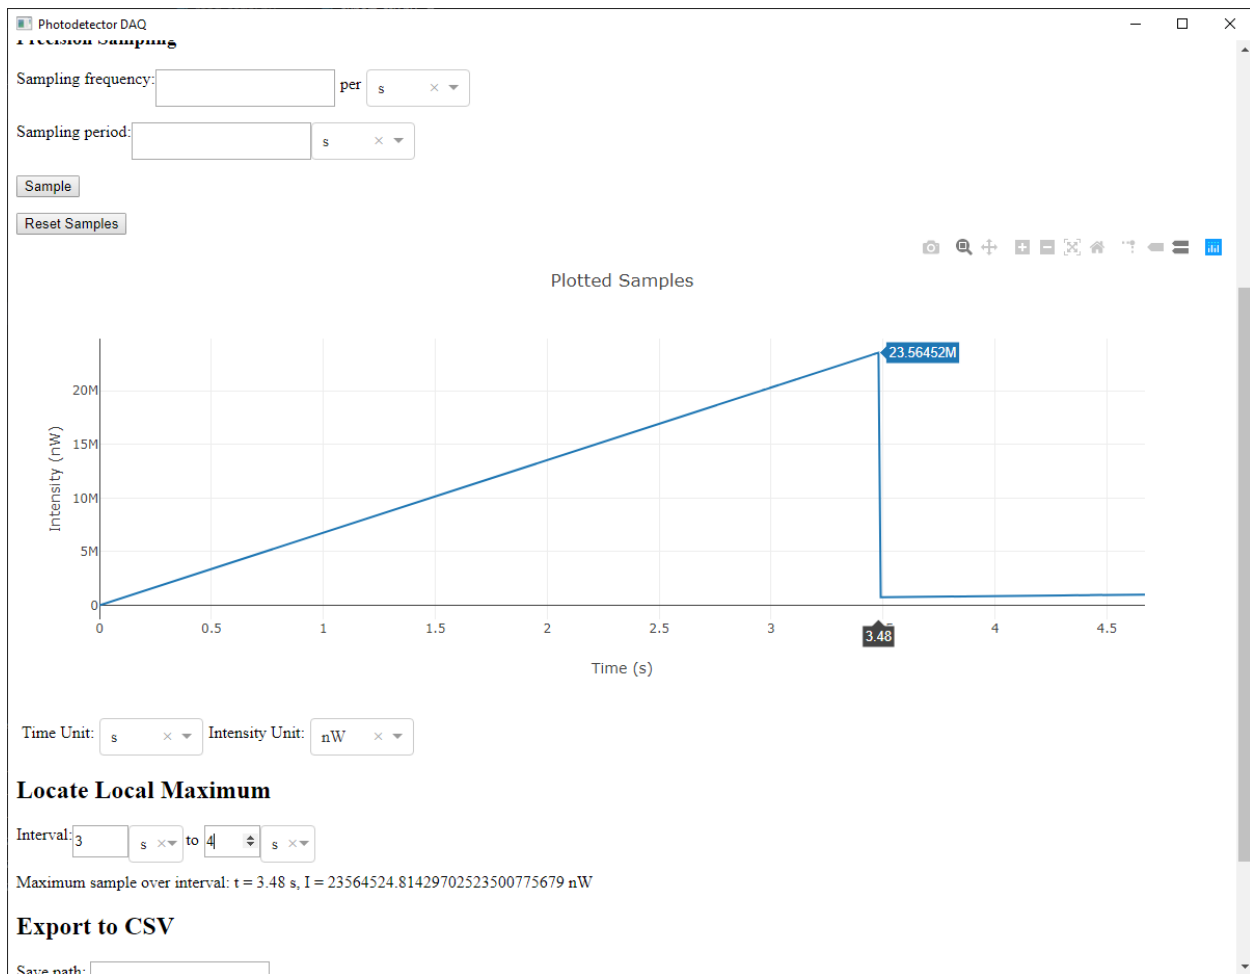 Photodetector DAQ
Precision Sampling
Sampling frequency: per s
Sampling period: s
Sample
Reset Samples
Plotted Samples
23.56452M
20M
15M
10M
5M
0
Intensity (nW)
0 0.5 1 1.5 2 2.5 3 3.48 4 4.5
Time (s)
Time Unit: s Intensity Unit: nW
Locate Local Maximum
Interval: 3 s to 4 s
Maximum sample over interval: t = 3.48 s, I = 23564524.81429702523500775679 nW
Export to CSV
Save path: